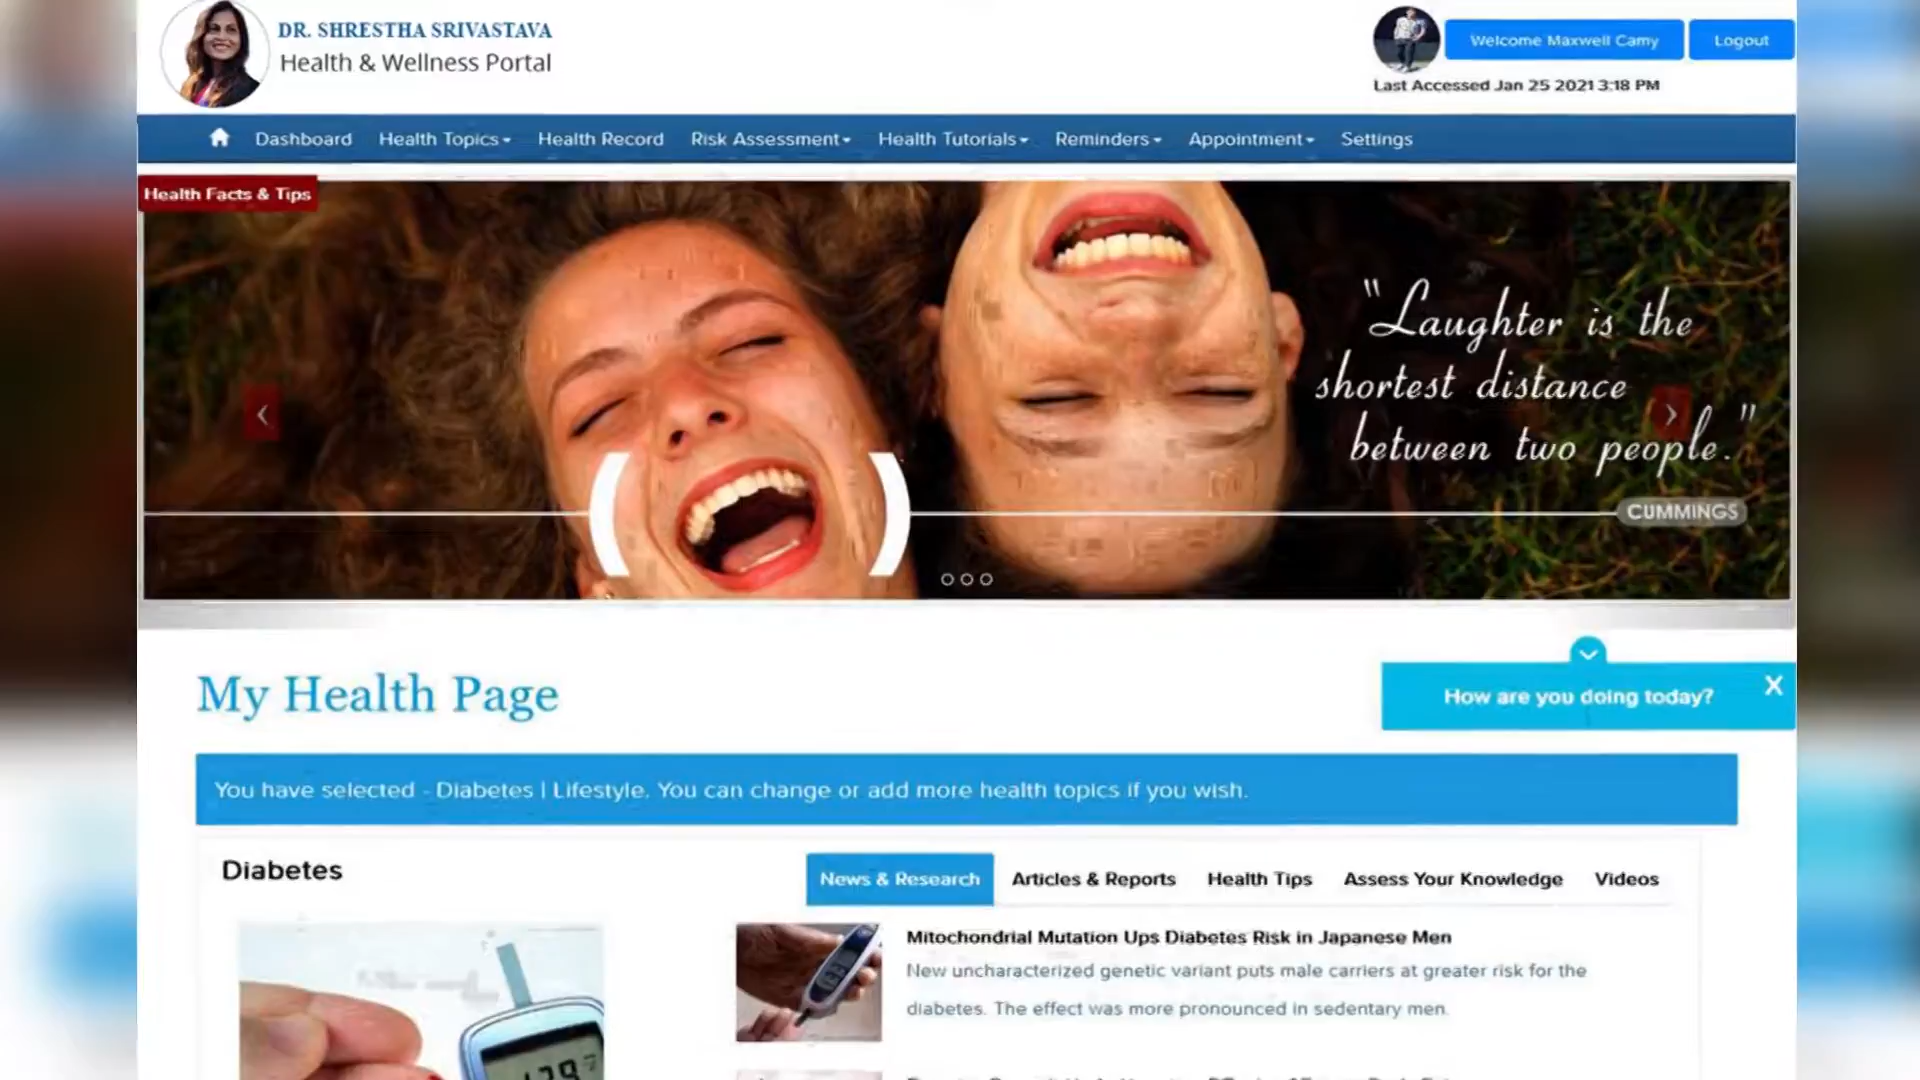 DR. SHRESTHA SRIVASTAVA
Health & Wellness Portal
Welcome Maxwell Camy
Logout
Last Accessed Jan 25 2021 3:18 PM
Dashboard
Health Topics
Health Record
Risk Assessment
Health Tutorials
Reminders
Appointment
Settings
Health Facts & Tips
"Laughter is the
shortest distance
between two people."
CUMMINGS
My Health Page
How are you doing today?
X
You have selected - Diabetes | Lifestyle. You can change or add more health topics if you wish.
Diabetes
News & Research
Articles & Reports
Health Tips
Assess Your Knowledge
Videos
Mitochondrial Mutation Ups Diabetes Risk in Japanese Men
New uncharacterized genetic variant puts male carriers at greater risk for the
diabetes. The effect was more pronounced in sedentary men.